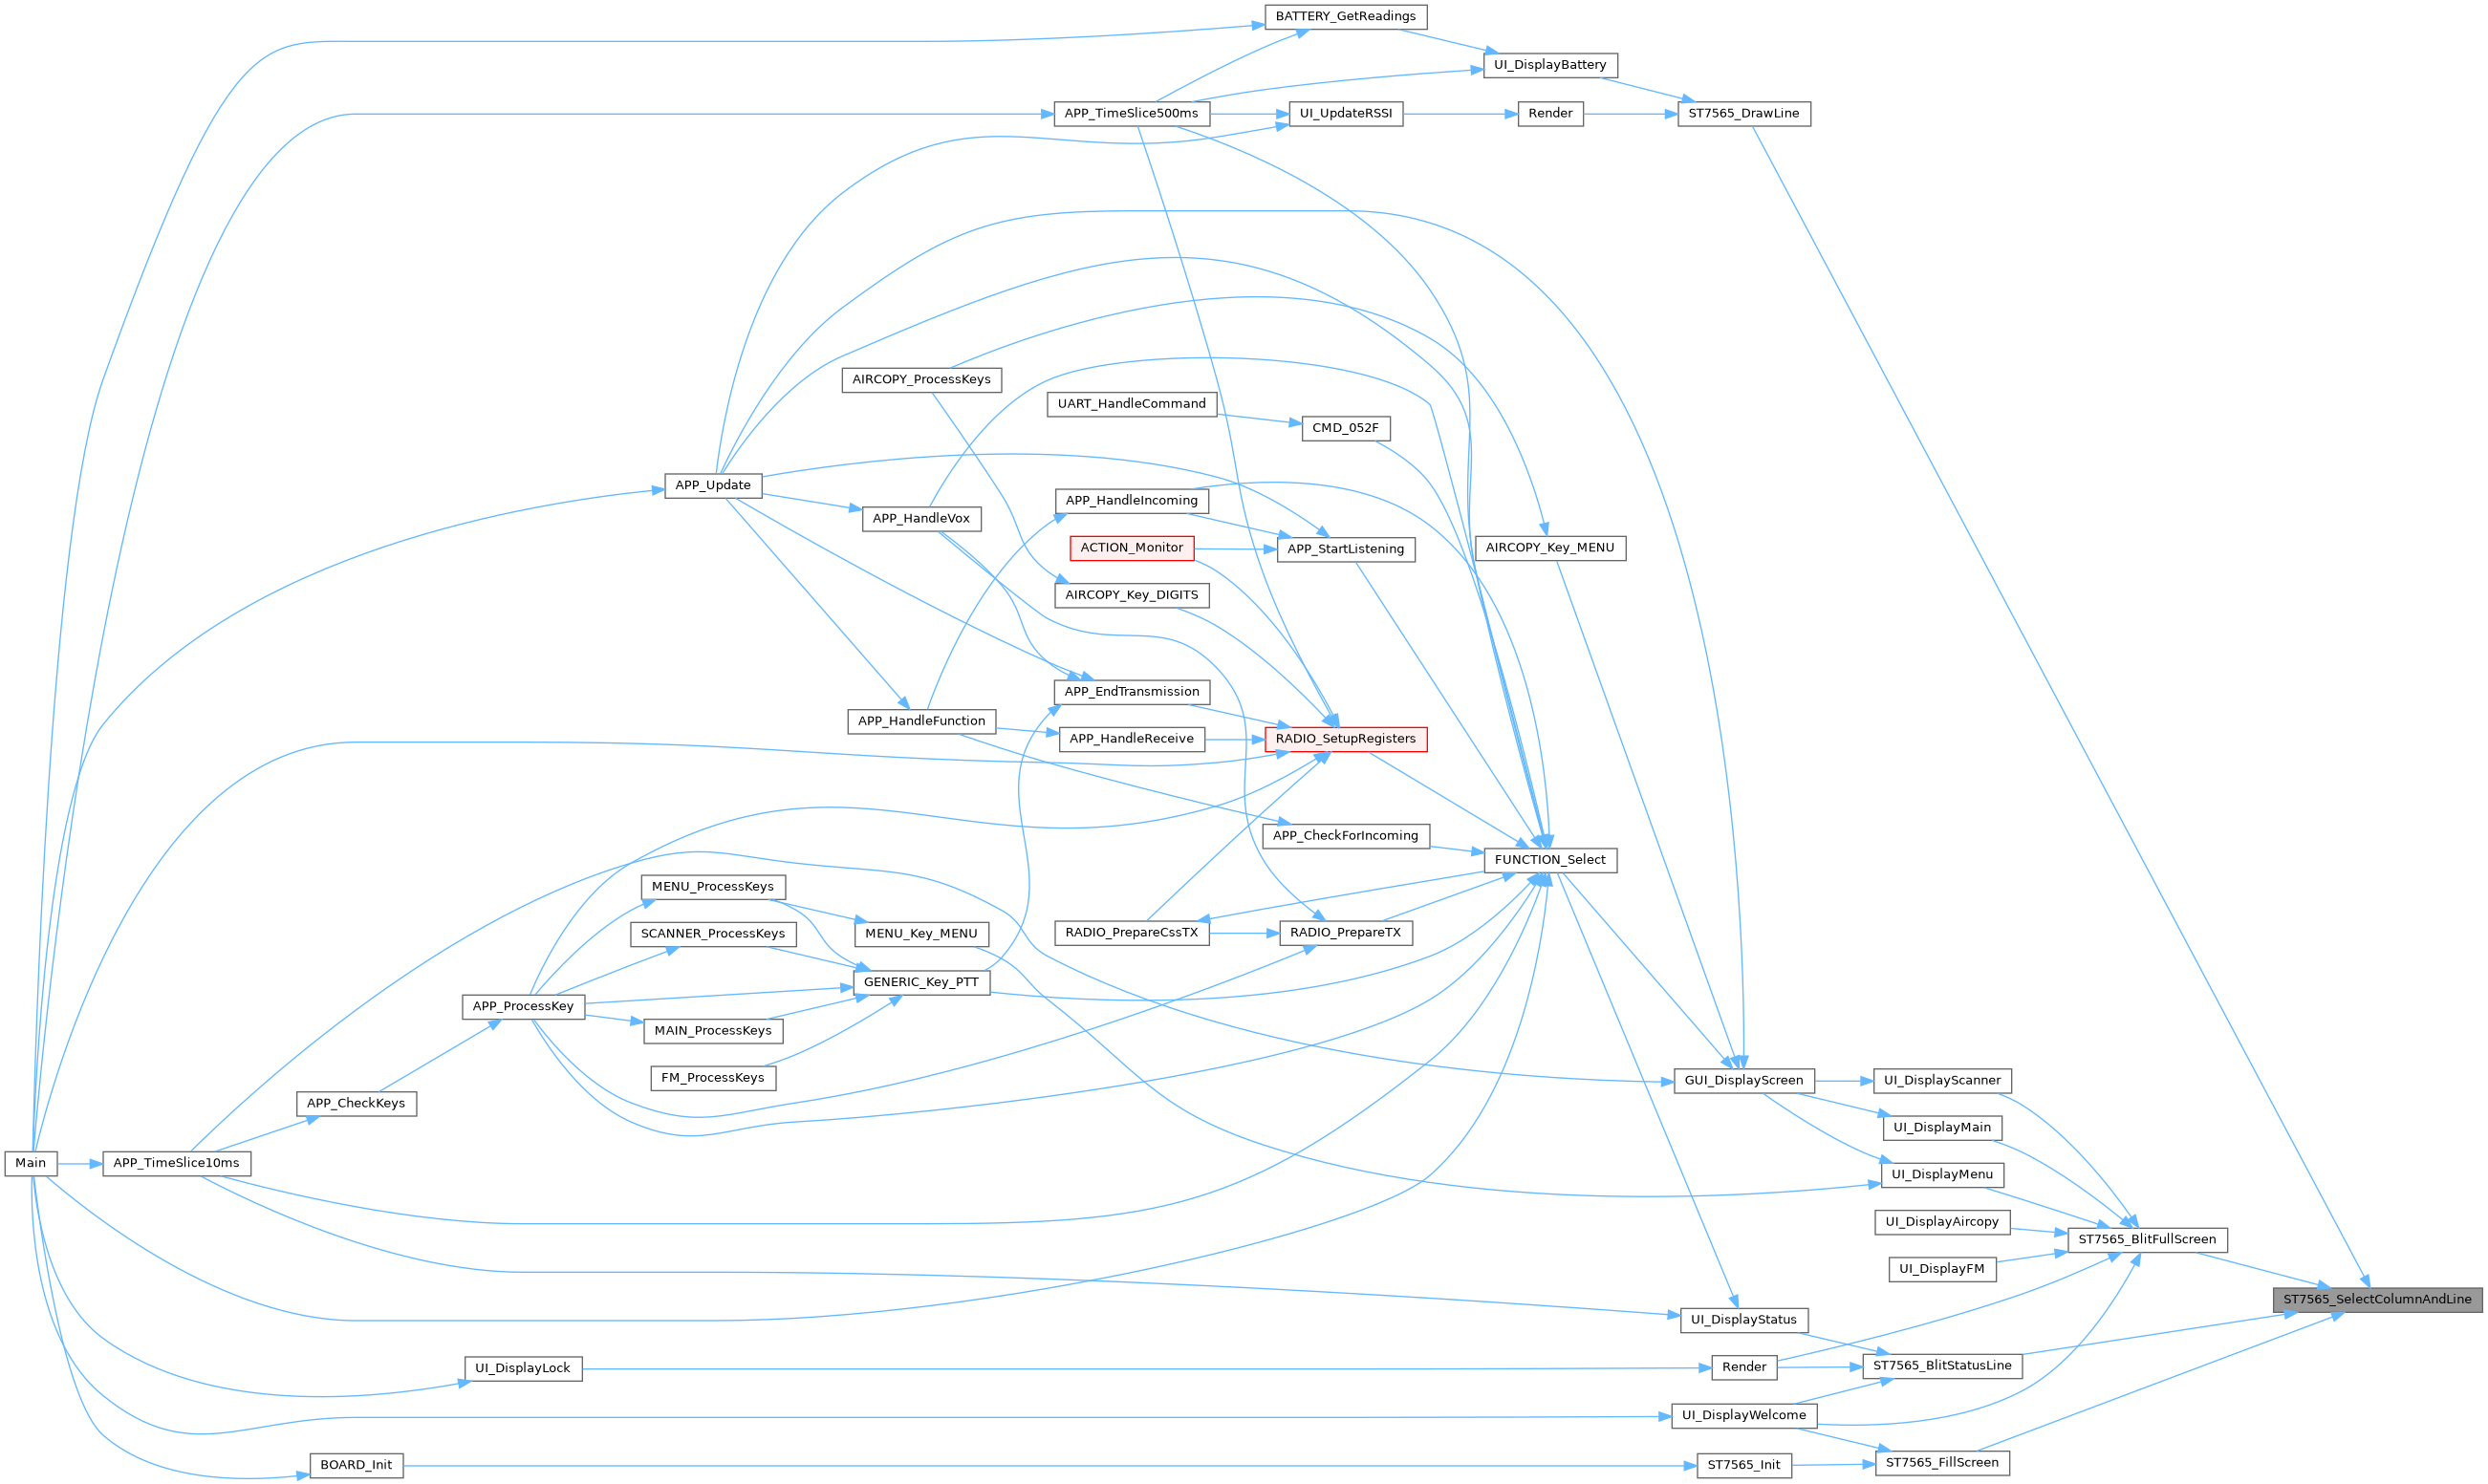 BATTERY_GetReadings
UI_DisplayBattery
APP_TimeSlice500ms
UI_UpdateRSSI
Render
ST7565_DrawLine
AIRCOPY_ProcessKeys
UART_HandleCommand
CMD_052F
APP_Update
APP_HandleIncoming
APP_HandleVox
ACTION_Monitor
APP_StartListening
AIRCOPY_Key_MENU
AIRCOPY_Key_DIGITS
APP_EndTransmission
APP_HandleFunction
APP_HandleReceive
RADIO_SetupRegisters
APP_CheckForIncoming
FUNCTION_Select
MENU_ProcessKeys
SCANNER_ProcessKeys
MENU_Key_MENU
RADIO_PrepareCssTX
RADIO_PrepareTX
GENERIC_Key_PTT
APP_ProcessKey
MAIN_ProcessKeys
FM_ProcessKeys
GUI_DisplayScreen
UI_DisplayScanner
APP_CheckKeys
UI_DisplayMain
Main
APP_TimeSlice10ms
UI_DisplayMenu
UI_DisplayAircopy
ST7565_BlitFullScreen
UI_DisplayFM
ST7565_SelectColumnAndLine
UI_DisplayStatus
UI_DisplayLock
Render
ST7565_BlitStatusLine
UI_DisplayWelcome
BOARD_Init
ST7565_Init
ST7565_FillScreen